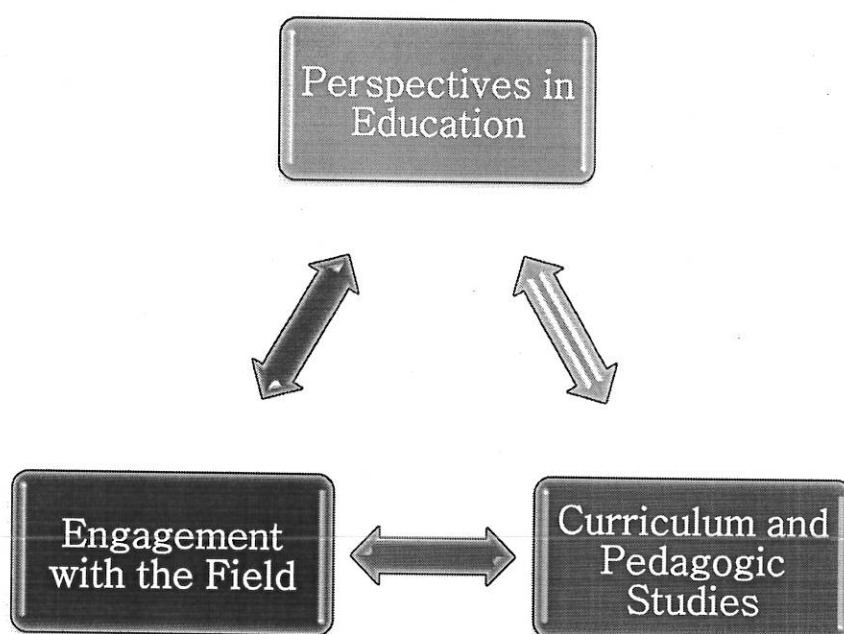 Perspectives in
Education
Engagement
with the Field
Curriculum and
Pedagogic
Studies